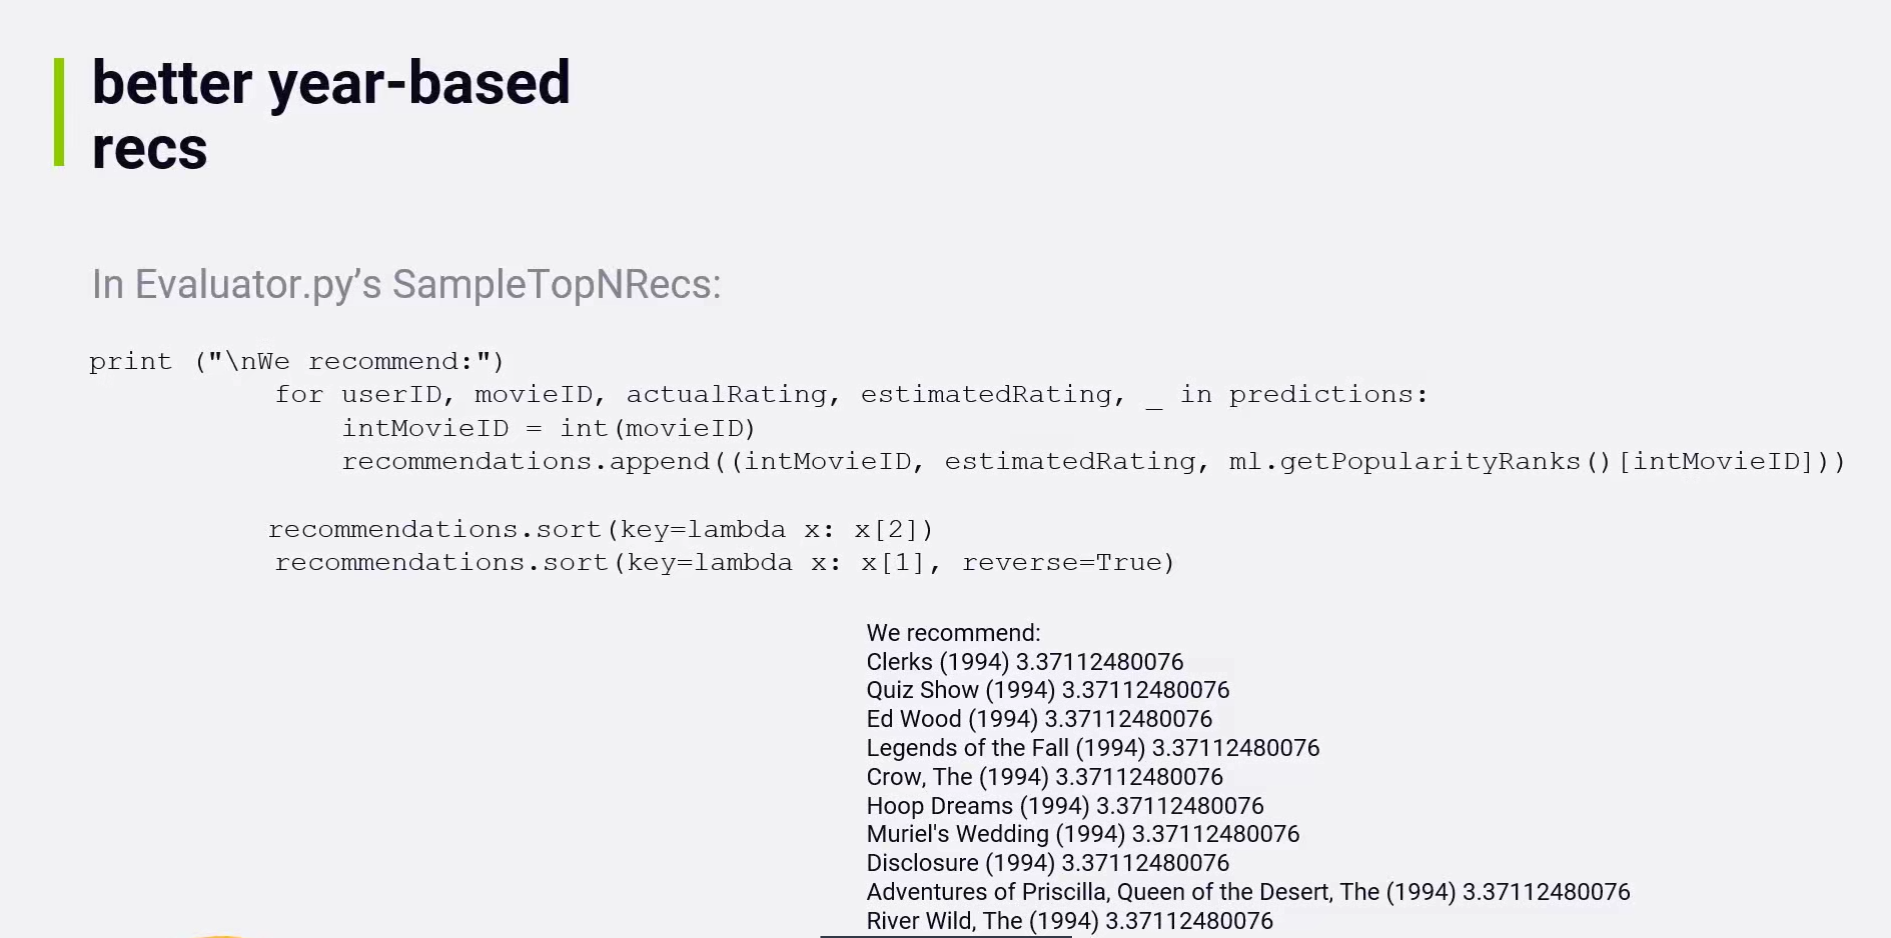 better year-based
recs
In Evaluator.py’s SampleTopNRecs:
print ("\nWe recommend:")
for userID, movieID, actualRating, estimatedRating, _ in predictions:
intMovieID = int(movieID)
recommendations.append((intMovieID, estimatedRating, ml.getPopularityRanks()[intMovieID]))
recommendations.sort(key=lambda x: x[2])
recommendations.sort(key=lambda x: x[1], reverse=True)
We recommend:
Clerks (1994) 3.37112480076
Quiz Show (1994) 3.37112480076
Ed Wood (1994) 3.37112480076
Legends of the Fall (1994) 3.37112480076
Crow, The (1994) 3.37112480076
Hoop Dreams (1994) 3.37112480076
Muriel's Wedding (1994) 3.37112480076
Disclosure (1994) 3.37112480076
Adventures of Priscilla, Queen of the Desert, The (1994) 3.37112480076
River Wild, The (1994) 3.37112480076